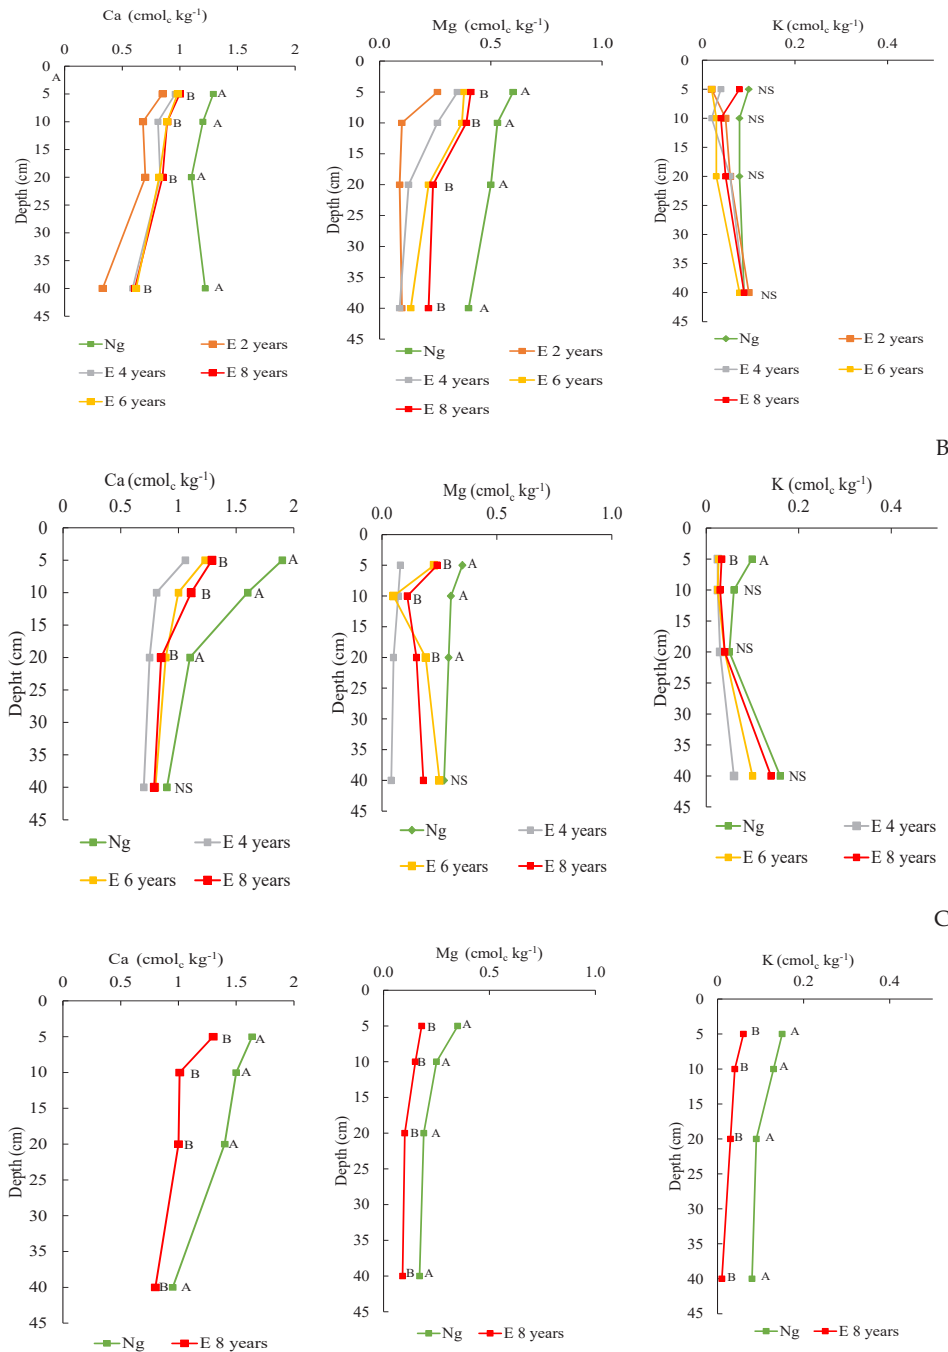 Ca (cmolc kg-1)
0 0.5 1 1.5 2
A
0
5
10
15
20
25
30
35
40
45
Depth (cm)
B A
B A
B A
B A
Ng E 2 years
E 4 years E 8 years
E 6 years
Mg (cmolc kg-1)
0.0 0.5 1.0
0
5
10
15
20
25
30
35
40
45
Depth (cm)
B A
B A
B A
B A
Ng E 2 years
E 4 years E 6 years
E 8 years
K (cmolc kg-1)
0 0.2 0.4
0
5
10
15
20
25
30
35
40
45
Depth (cm)
NS
NS
NS
NS
Ng E 2 years
E 4 years E 6 years
E 8 years
B
Ca (cmolc kg-1)
0 0.5 1 1.5 2
0
5
10
15
20
25
30
35
40
45
Depht (cm)
B A
B A
B A
NS
Ng E 4 years
E 6 years E 8 years
Mg (cmolc kg-1)
0.0 0.5 1.0
0
5
10
15
20
25
30
35
40
45
Depth (cm)
B A
B A
B A
NS
Ng E 4 years
E 6 years E 8 years
K (cmolc kg-1)
0 0.2 0.4
0
5
10
15
20
25
30
35
40
45
Depth(cm)
B A
NS
NS
NS
Ng E 4 years
E 6 years E 8 years
C
Ca (cmolc kg-1)
0 0.5 1 1.5 2
0
5
10
15
20
25
30
35
40
45
Depth (cm)
B A
B A
B A
B A
Ng E 8 years
Mg (cmolc kg-1)
0.0 0.5 1.0
0
5
10
15
20
25
30
35
40
45
Depth (cm)
B A
B A
B A
B A
Ng E 8 years
K (cmolc kg-1)
0 0.2 0.4
0
5
10
15
20
25
30
35
40
45
Depth (cm)
B A
B A
B A
B A
Ng E 8 years